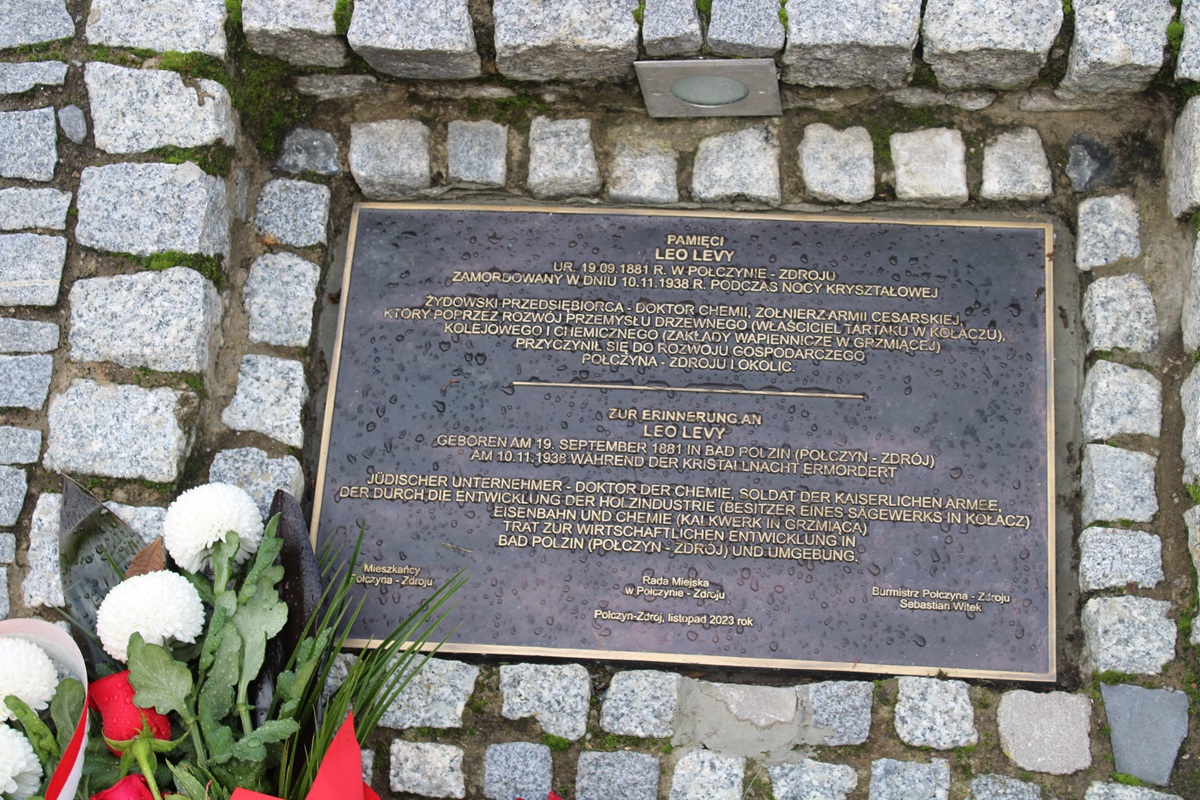 PAMIĘCI
LEO LEVY
UR. 19.09.1881 R. W POŁCZYNIE - ZDROJU
ZAMORDOWANY W DNIU 10.11.1938 R. PODCZAS NOCY KRYSZTAŁOWEJ
ŻYDOWSKI PRZEDSIĘBIORCA - DOKTOR CHEMII, ŻOŁNIERZ ARMII CESARSKIEJ,
KTÓRY POPRZEZ ROZWÓJ PRZEMYSŁU DRZEWNEGO (WŁAŚCICIEL TARTAKU W KOŁACZU),
KOLEJOWEGO I CHEMICZNEGO (ZAKŁADY WAPIENNICZE W GRZMIĄCEJ)
PRZYCZYNIŁ SIĘ DO ROZWOJU GOSPODARCZEGO
POŁCZYNA - ZDROJU I OKOLIC.
ZUR ERINNERUNG AN
LEO LEVY
GEBOREN AM 19. SEPTEMBER 1881 IN BAD POLZIN (POŁCZYN - ZDRÓJ)
AM 10.11.1938 WÄHREND DER KRISTALLNACHT ERMORDERT
JÜDISCHER UNTERNEHMER - DOKTOR DER CHEMIE, SOLDAT DER KAISERLICHEN ARMEE,
DER DURCH DIE ENTWICKLUNG DER HOLZINDUSTRIE (BESITZER EINES SÄGEWERKS IN KOŁACZ)
EISENBAHN UND CHEMIE (KALKWERK IN GRZMIĄCA)
TRAT ZUR WIRTSCHAFTLICHEN ENTWICKLUNG IN
BAD POLZIN (POŁCZYN - ZDRÓJ) UND UMGEBUNG.
Mieszkańcy
Połczyna - Zdroju
Rada Miejska
w Połczynie - Zdroju
Burmistrz Połczyna - Zdroju
Sebastian Witek
Połczyn-Zdrój, listopad 2023 rok